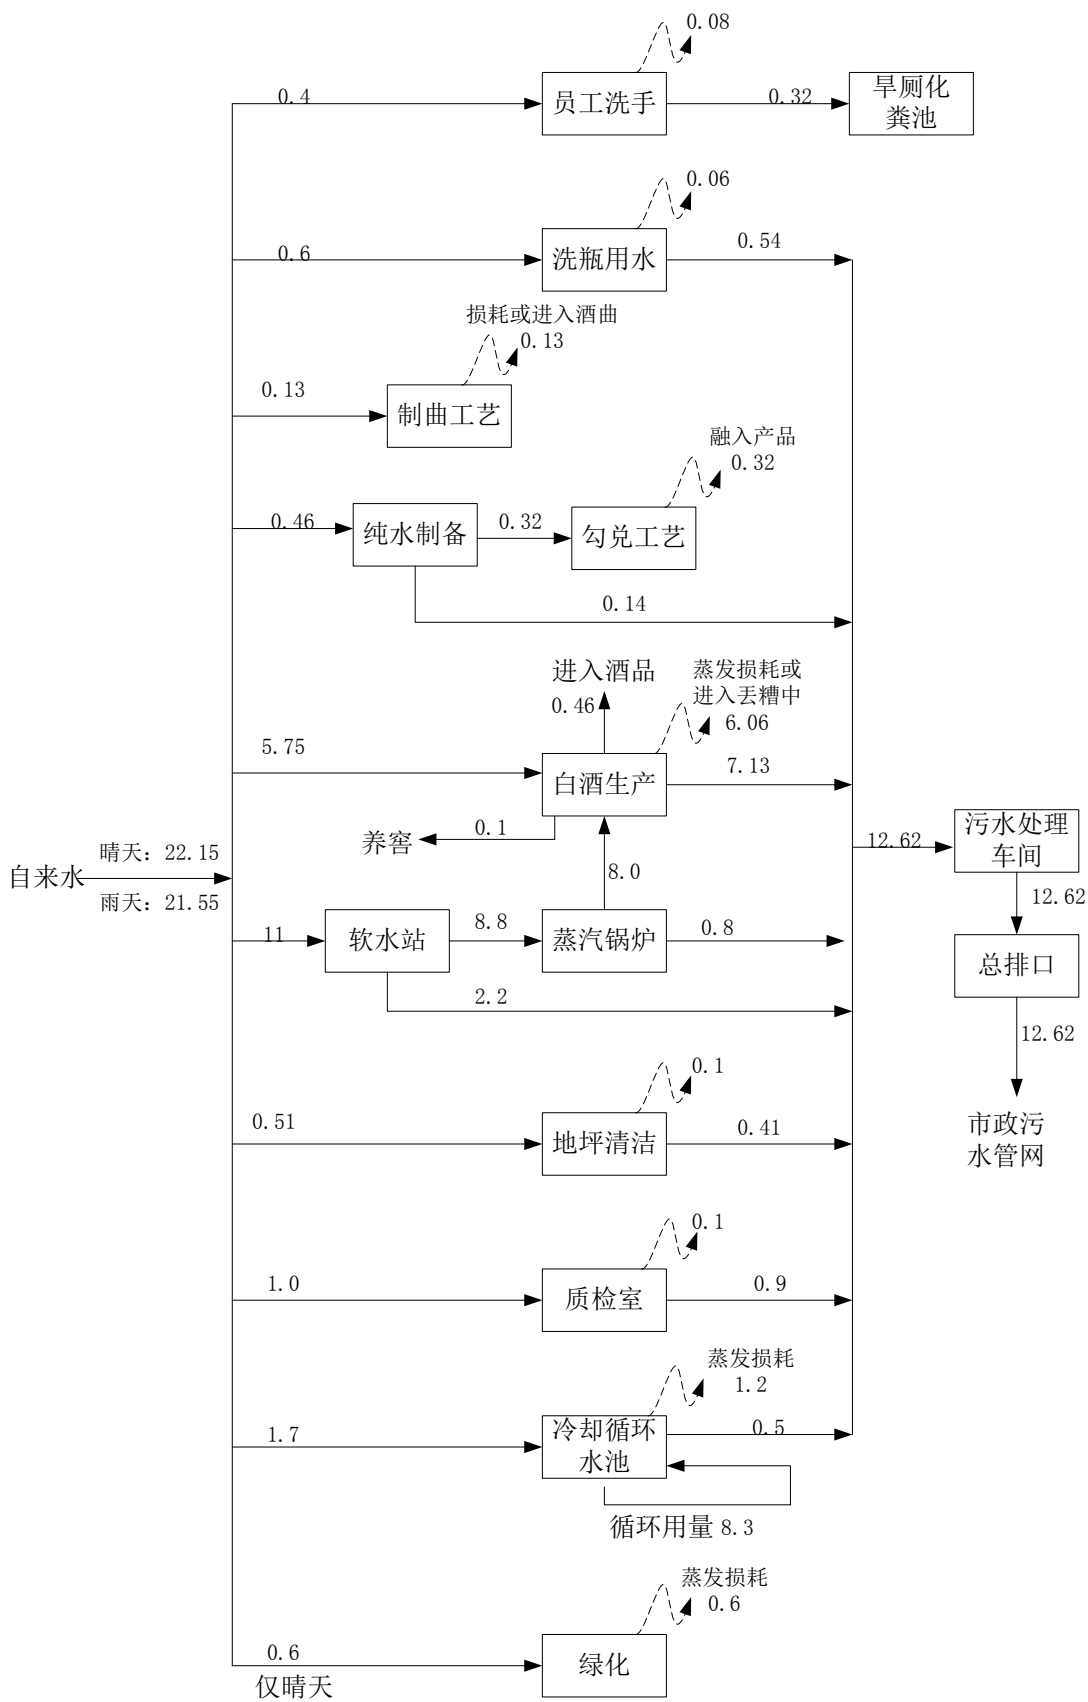 0.08
0.4
员工洗手
0.32
旱厕化
粪池
0.06
0.6
洗瓶用水
0.54
损耗或进入酒曲
0.13
0.13
制曲工艺
融入产品
0.32
0.46
纯水制备
0.32
勾兑工艺
0.14
进入酒品
0.46
蒸发损耗或
进入丢糟中
6.06
5.75
白酒生产
7.13
养窖
0.1
8.0
自来水
晴天：22.15
雨天：21.55
12.62
污水处理
车间
12.62
11
软水站
8.8
蒸汽锅炉
0.8
总排口
2.2
12.62
市政污
水管网
0.1
0.51
地坪清洁
0.41
0.1
1.0
质检室
0.9
蒸发损耗
1.2
1.7
冷却循环
水池
0.5
循环用量 8.3
蒸发损耗
0.6
0.6
绿化
仅晴天